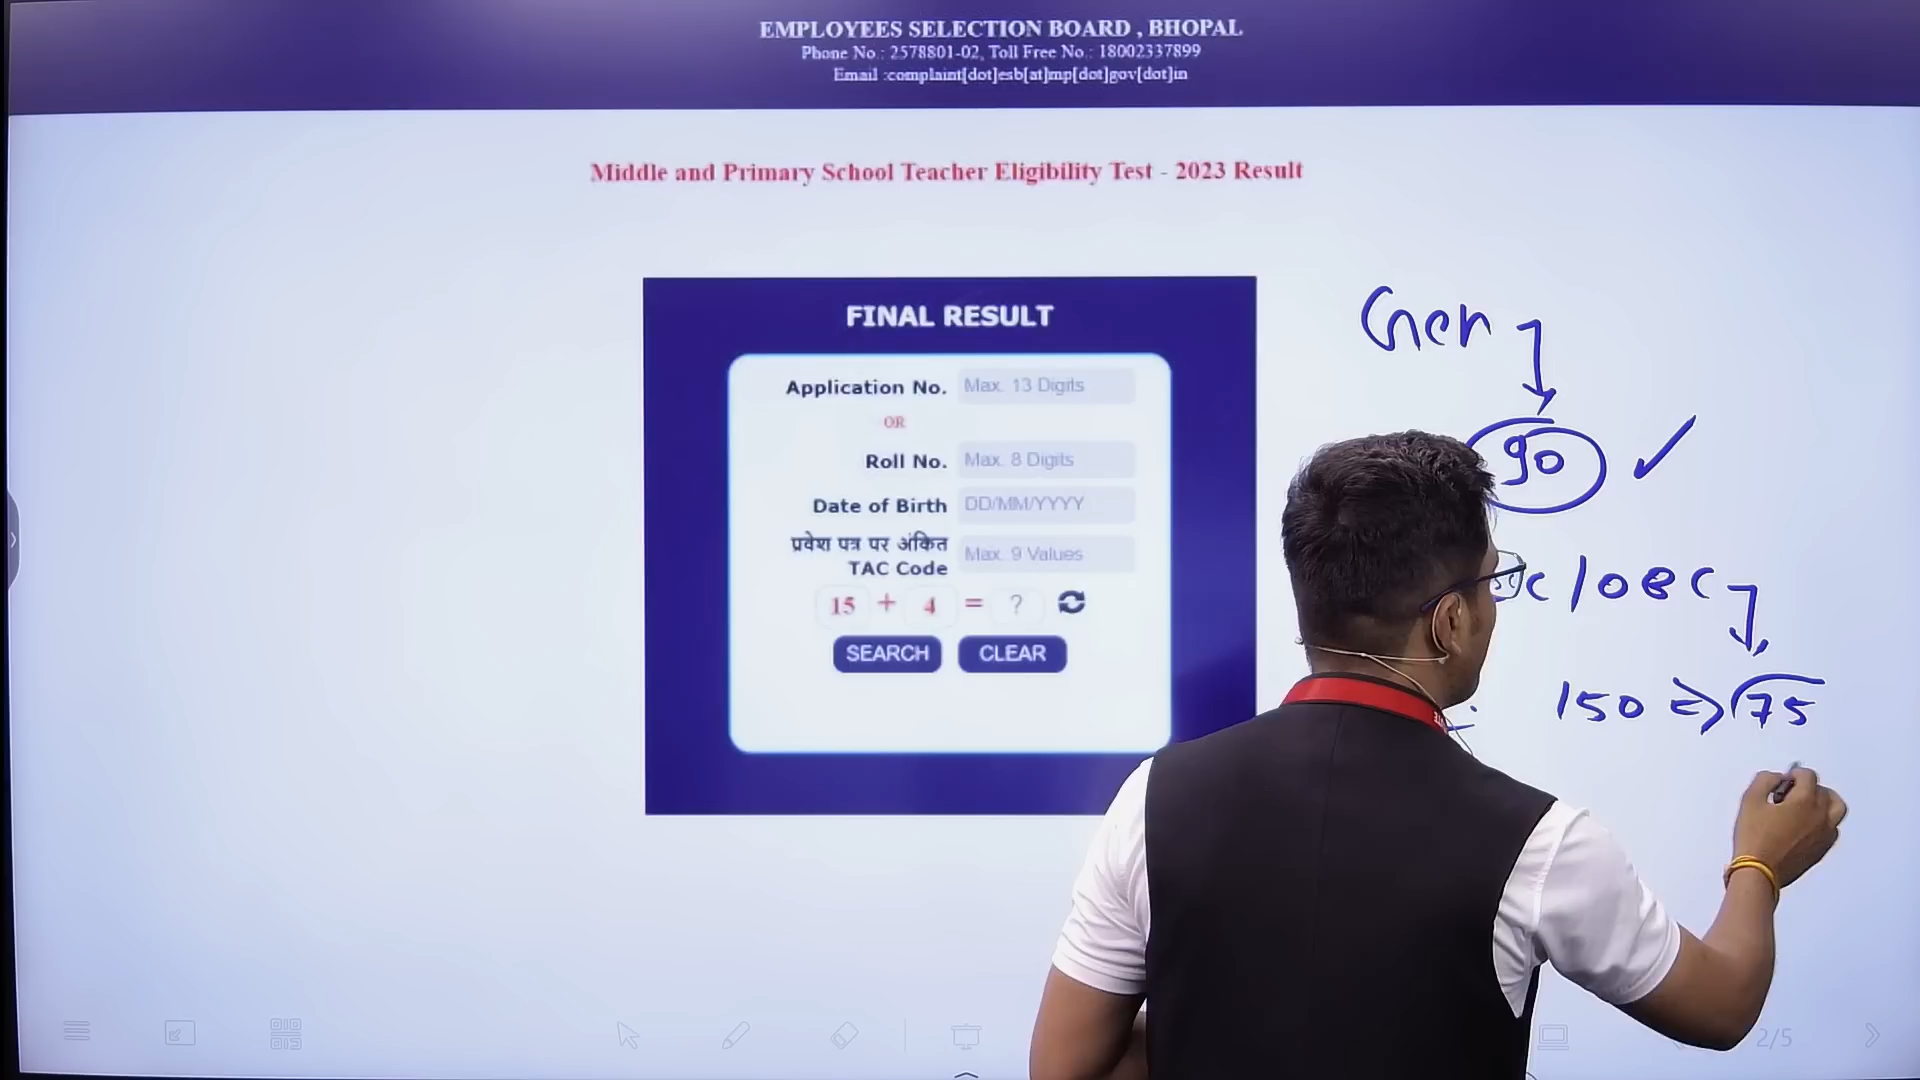 EMPLOYEES SELECTION BOARD , BHOPAL
Phone No.: 2578801-02, Toll Free No.: 18002337899
Email :complaint[dot]esb[at]mp[dot]gov[dot]in
Middle and Primary School Teacher Eligibility Test - 2023 Result
FINAL RESULT
Application No. Max. 13 Digits
OR
Roll No. Max. 8 Digits
Date of Birth DD/MM/YYYY
प्रवेश पत्र पर अंकित
TAC Code Max. 9 Values
15 + 4 = ?
SEARCH CLEAR
Gen
90 ✓
C/OBC
150 ⇒ 75
2/5